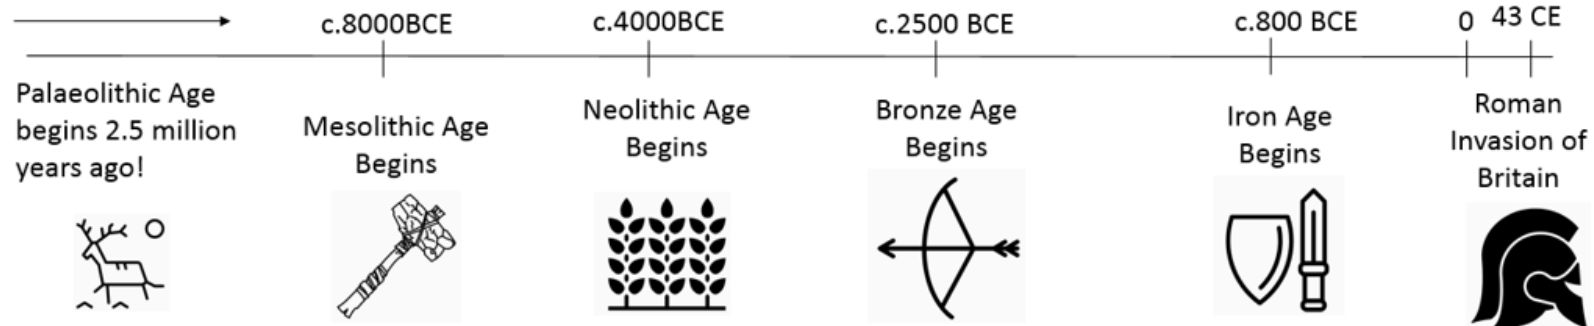 c.8000BCE
c.4000BCE
c.2500 BCE
c.800 BCE
0
43 CE
Palaeolithic Age
begins 2.5 million
years ago!
Mesolithic Age
Begins
Neolithic Age
Begins
Bronze Age
Begins
Iron Age
Begins
Roman
Invasion of
Britain